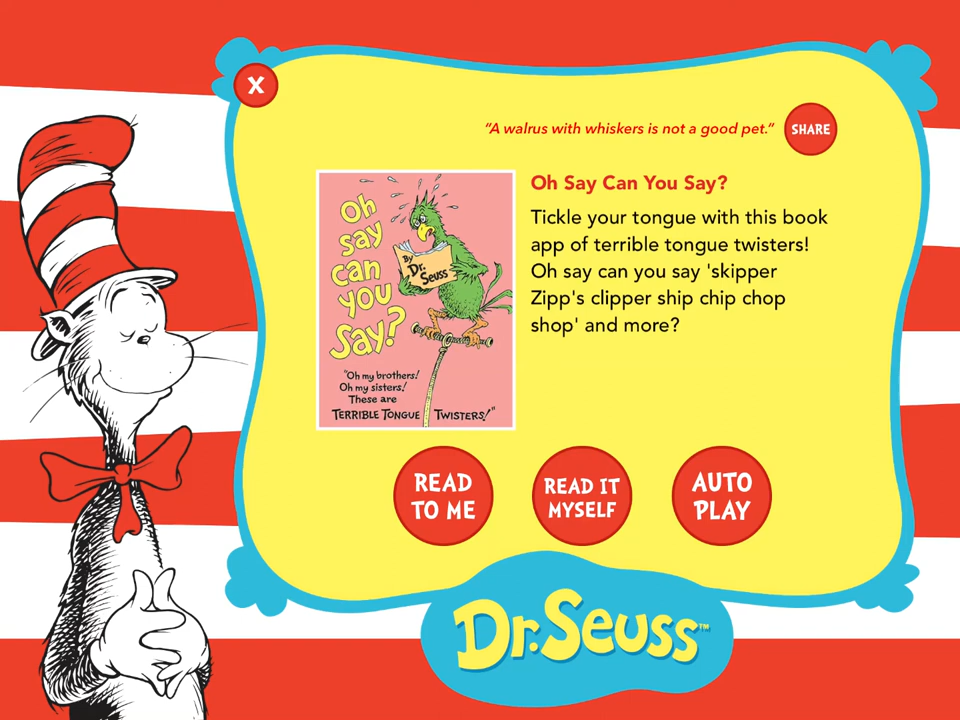 X
“A walrus with whiskers is not a good pet.”
SHARE
Oh
say
can
you
Say?
By
Dr. Seuss
"Oh my brothers!
Oh my sisters!
These are
TERRIBLE TONGUE TWISTERS!"
Oh Say Can You Say?
Tickle your tongue with this book
app of terrible tongue twisters!
Oh say can you say 'skipper
Zipp's clipper ship chip chop
shop' and more?
READ
TO ME
READ IT
MYSELF
AUTO
PLAY
Dr. Seuss™